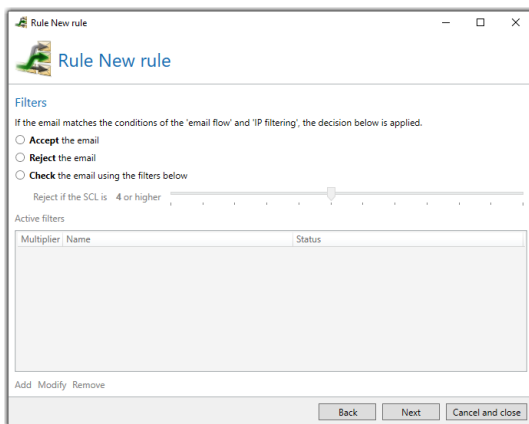 Rule New rule
Rule New rule
Filters
If the email matches the conditions of the 'email flow' and 'IP filtering', the decision below is applied.
Accept the email
Reject the email
Check the email using the filters below
Reject if the SCL is 4 or higher
Active filters
Multiplier Name Status
Add Modify Remove
Back Next Cancel and close